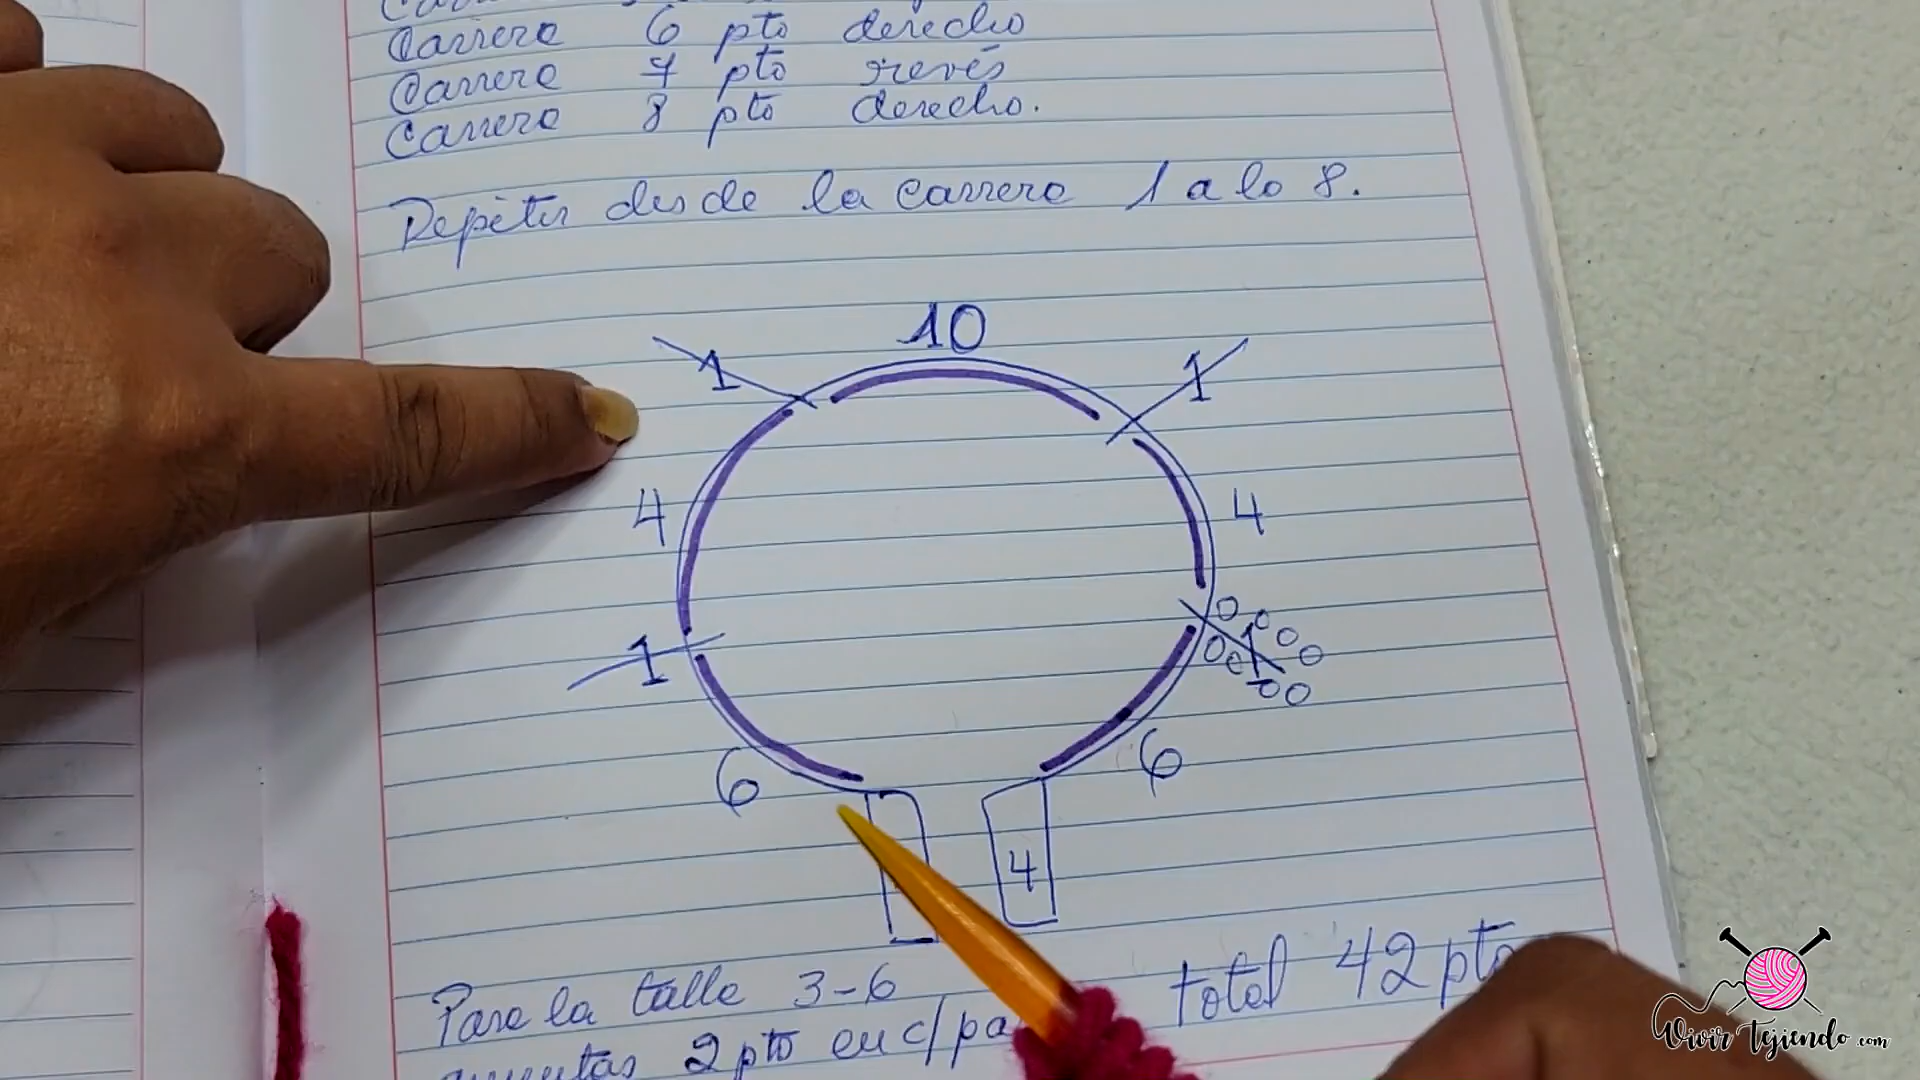 Carrera 6 pto derecho
Carrera 7 pto revés
Carrera 8 pto derecho.
Repetir desde la carrera 1 a la 8.
10
1 1
4 4
1 1
6 6
4
Para la talla 3-6 total 42 pto
2 pto en c/pa
Vivir Tejiendo.com